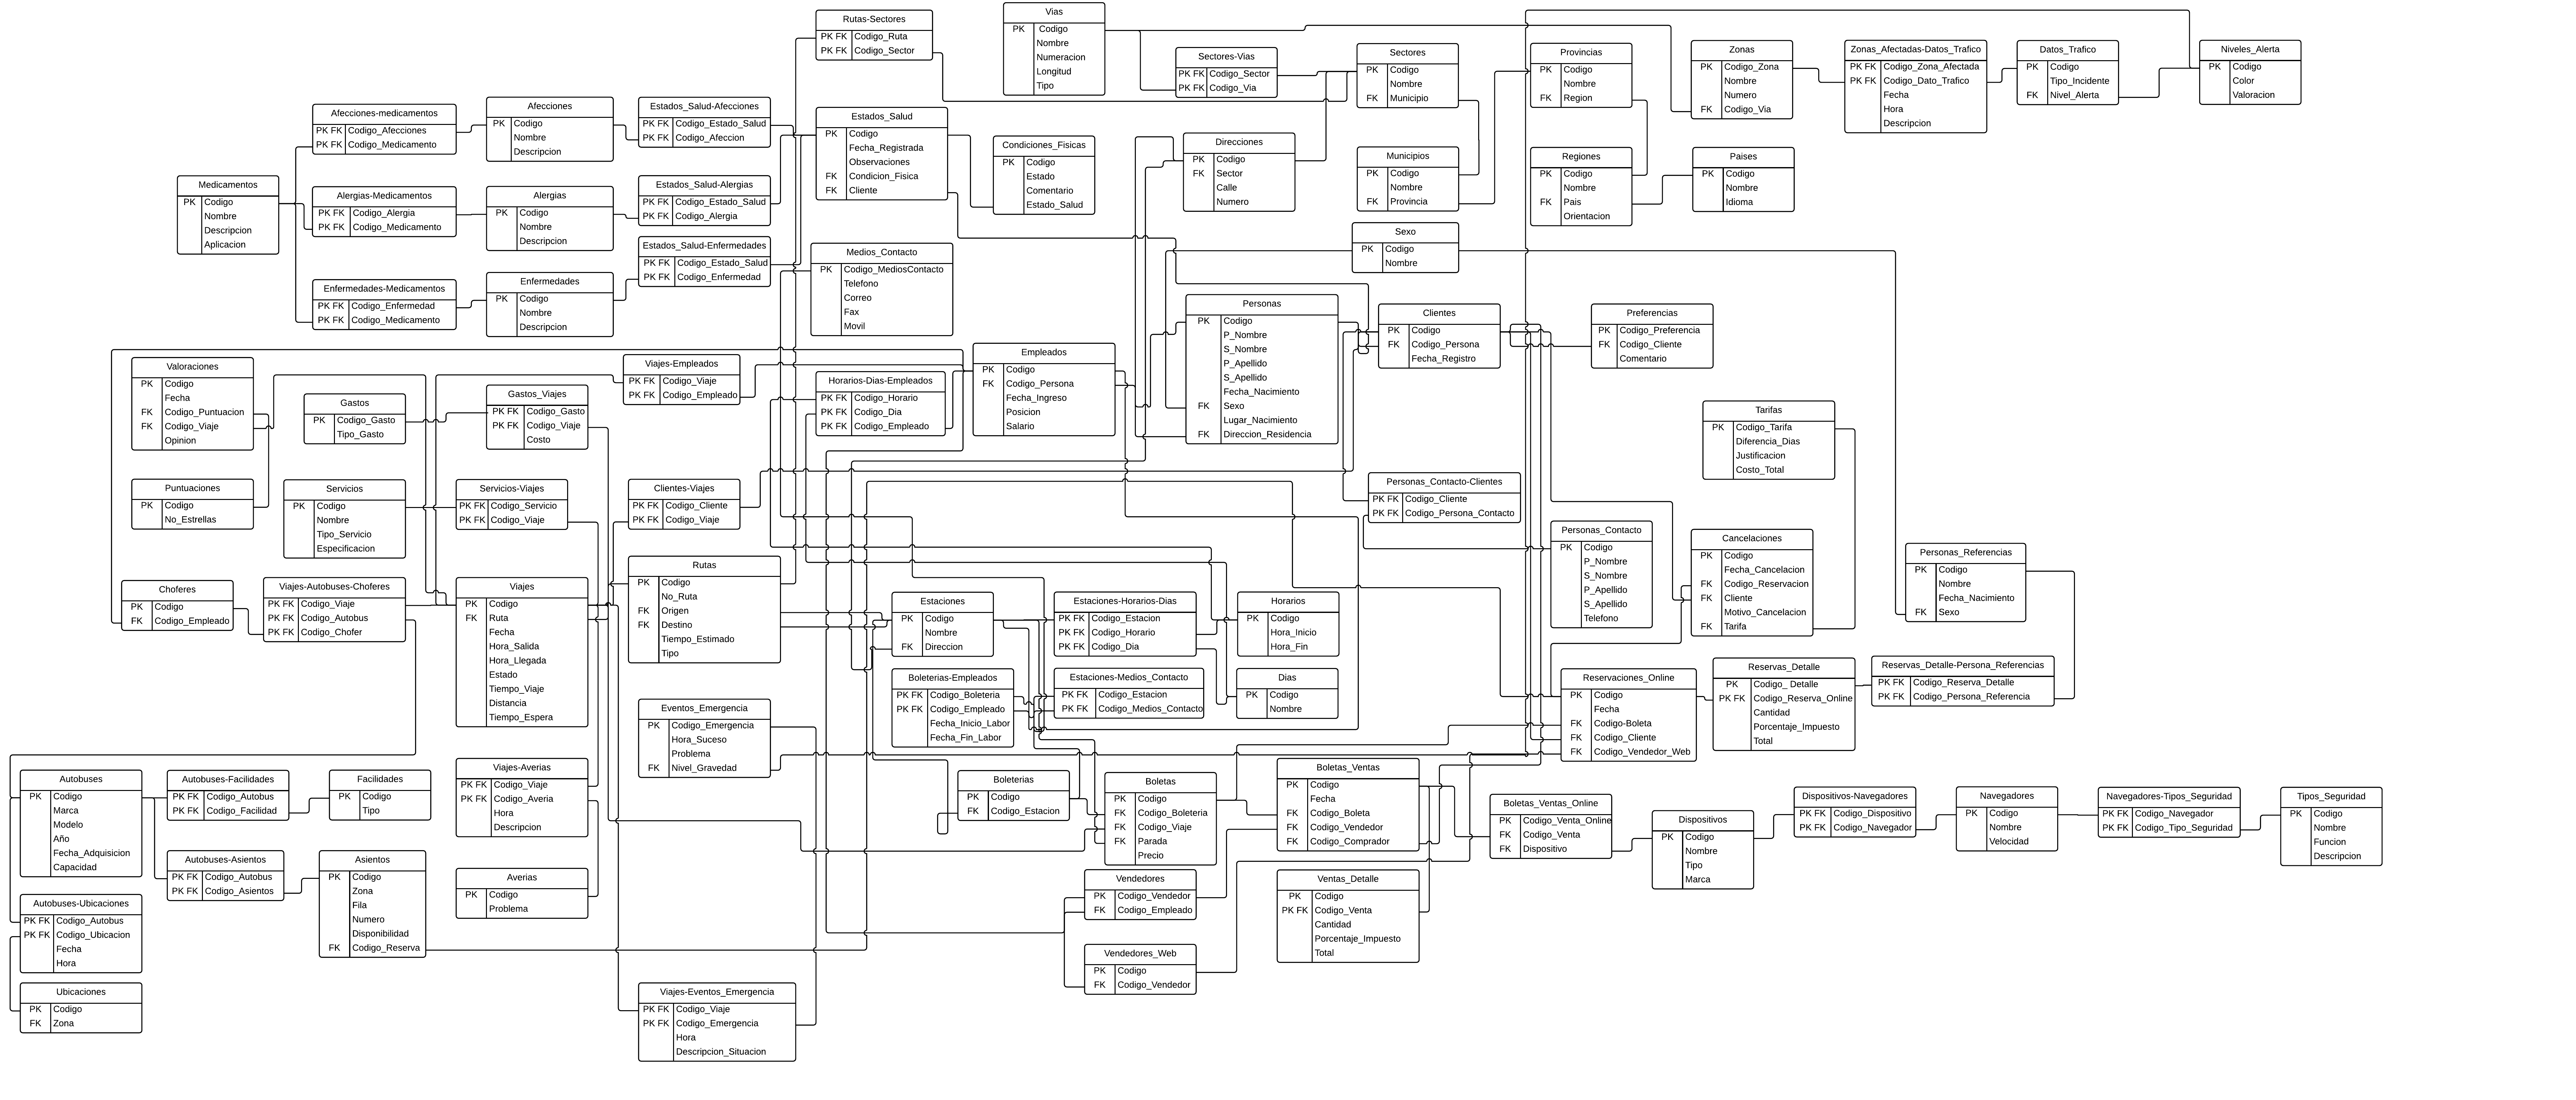 Rutas-Sectores
PK FK Codigo_Ruta
PK FK Codigo_Sector
Vias
PK Codigo
Nombre
Numeracion
Longitud
Tipo
Sectores-Vias
PK FK Codigo_Sector
PK FK Codigo_Via
Sectores
PK Codigo
Nombre
FK Municipio
Provincias
PK Codigo
Nombre
FK Region
Zonas
PK Codigo_Zona
Nombre
Numero
FK Codigo_Via
Zonas_Afectadas-Datos_Trafico
PK FK Codigo_Zona_Afectada
PK FK Codigo_Dato_Trafico
Fecha
Hora
Descripcion
Datos_Trafico
PK Codigo
Tipo_Incidente
FK Nivel_Alerta
Niveles_Alerta
PK Codigo
Color
Valoracion
Afecciones-medicamentos
PK FK Codigo_Afecciones
PK FK Codigo_Medicamento
Afecciones
PK Codigo
Nombre
Descripcion
Estados_Salud-Afecciones
PK FK Codigo_Estado_Salud
PK FK Codigo_Afeccion
Estados_Salud
PK Codigo
Fecha_Registrada
Observaciones
FK Condicion_Fisica
FK Cliente
Condiciones_Fisicas
PK Codigo
Estado
Comentario
Estado_Salud
Direcciones
PK Codigo
FK Sector
Calle
Numero
Municipios
PK Codigo
Nombre
FK Provincia
Regiones
PK Codigo
Nombre
FK Pais
Orientacion
Paises
PK Codigo
Nombre
Idioma
Medicamentos
PK Codigo
Nombre
Descripcion
Aplicacion
Alergias-Medicamentos
PK FK Codigo_Alergia
PK FK Codigo_Medicamento
Alergias
PK Codigo
Nombre
Descripcion
Estados_Salud-Alergias
PK FK Codigo_Estado_Salud
PK FK Codigo_Alergia
Estados_Salud-Enfermedades
PK FK Codigo_Estado_Salud
PK FK Codigo_Enfermedad
Enfermedades-Medicamentos
PK FK Codigo_Enfermedad
PK FK Codigo_Medicamento
Enfermedades
PK Codigo
Nombre
Descripcion
Medios_Contacto
PK Codigo_MediosContacto
Telefono
Correo
Fax
Movil
Sexo
PK Codigo
Nombre
Personas
PK Codigo
P_Nombre
S_Nombre
P_Apellido
S_Apellido
Fecha_Nacimiento
FK Sexo
Lugar_Nacimiento
FK Direccion_Residencia
Clientes
PK Codigo
FK Codigo_Persona
Fecha_Registro
Preferencias
PK Codigo_Preferencia
FK Codigo_Cliente
Comentario
Valoraciones
PK Codigo
Fecha
FK Codigo_Puntuacion
FK Codigo_Viaje
Opinion
Gastos
PK Codigo_Gasto
Tipo_Gasto
Gastos_Viajes
PK FK Codigo_Gasto
PK FK Codigo_Viaje
Costo
Viajes-Empleados
PK FK Codigo_Viaje
PK FK Codigo_Empleado
Horarios-Dias-Empleados
PK FK Codigo_Horario
PK FK Codigo_Dia
PK FK Codigo_Empleado
Empleados
PK Codigo
FK Codigo_Persona
Fecha_Ingreso
Posicion
Salario
Tarifas
PK Codigo_Tarifa
Diferencia_Dias
Justificacion
Costo_Total
Puntuaciones
PK Codigo
No_Estrellas
Servicios
PK Codigo
Nombre
Tipo_Servicio
Especificacion
Servicios-Viajes
PK FK Codigo_Servicio
PK FK Codigo_Viaje
Clientes-Viajes
PK FK Codigo_Cliente
PK FK Codigo_Viaje
Personas_Contacto-Clientes
PK FK Codigo_Cliente
PK FK Codigo_Persona_Contacto
Personas_Contacto
PK Codigo
P_Nombre
S_Nombre
P_Apellido
S_Apellido
Telefono
Cancelaciones
PK Codigo
Fecha_Cancelacion
FK Codigo_Reservacion
FK Cliente
Motivo_Cancelacion
FK Tarifa
Personas_Referencias
PK Codigo
Nombre
Fecha_Nacimiento
FK Sexo
Choferes
PK Codigo
FK Codigo_Empleado
Viajes-Autobuses-Choferes
PK FK Codigo_Viaje
PK FK Codigo_Autobus
PK FK Codigo_Chofer
Viajes
PK Codigo
FK Ruta
Fecha
Hora_Salida
Hora_Llegada
Estado
Tiempo_Viaje
Distancia
Tiempo_Espera
Rutas
PK Codigo
No_Ruta
FK Origen
FK Destino
Tiempo_Estimado
Tipo
Estaciones
PK Codigo
Nombre
FK Direccion
Estaciones-Horarios-Dias
PK FK Codigo_Estacion
PK FK Codigo_Horario
PK FK Codigo_Dia
Horarios
PK Codigo
Hora_Inicio
Hora_Fin
Boleterias-Empleados
PK FK Codigo_Boleteria
PK FK Codigo_Empleado
Fecha_Inicio_Labor
Fecha_Fin_Labor
Estaciones-Medios_Contacto
PK FK Codigo_Estacion
PK FK Codigo_Medios_Contacto
Dias
PK Codigo
Nombre
Reservaciones_Online
PK Codigo
Fecha
FK Codigo-Boleta
FK Codigo_Cliente
FK Codigo_Vendedor_Web
Reservas_Detalle
PK Codigo_ Detalle
PK FK Codigo_Reserva_Online
Cantidad
Porcentaje_Impuesto
Total
Reservas_Detalle-Persona_Referencias
PK FK Codigo_Reserva_Detalle
PK FK Codigo_Persona_Referencia
Eventos_Emergencia
PK Codigo_Emergencia
Hora_Suceso
Problema
FK Nivel_Gravedad
Autobuses
PK Codigo
Marca
Modelo
Año
Fecha_Adquisicion
Capacidad
Autobuses-Facilidades
PK FK Codigo_Autobus
PK FK Codigo_Facilidad
Facilidades
PK Codigo
Tipo
Viajes-Averias
PK FK Codigo_Viaje
PK FK Codigo_Averia
Hora
Descripcion
Boleterias
PK Codigo
FK Codigo_Estacion
Boletas
PK Codigo
FK Codigo_Boleteria
FK Codigo_Viaje
FK Parada
Precio
Boletas_Ventas
PK Codigo
Fecha
FK Codigo_Boleta
FK Codigo_Vendedor
FK Codigo_Comprador
Boletas_Ventas_Online
PK Codigo_Venta_Online
FK Codigo_Venta
FK Dispositivo
Dispositivos
PK Codigo
Nombre
Tipo
Marca
Dispositivos-Navegadores
PK FK Codigo_Dispositivo
PK FK Codigo_Navegador
Navegadores
PK Codigo
Nombre
Velocidad
Navegadores-Tipos_Seguridad
PK FK Codigo_Navegador
PK FK Codigo_Tipo_Seguridad
Tipos_Seguridad
PK Codigo
Nombre
Funcion
Descripcion
Autobuses-Asientos
PK FK Codigo_Autobus
PK FK Codigo_Asientos
Asientos
PK Codigo
Zona
Fila
Numero
Disponibilidad
FK Codigo_Reserva
Averias
PK Codigo
Problema
Vendedores
PK Codigo_Vendedor
FK Codigo_Empleado
Ventas_Detalle
PK Codigo
PK FK Codigo_Venta
Cantidad
Porcentaje_Impuesto
Total
Autobuses-Ubicaciones
PK FK Codigo_Autobus
PK FK Codigo_Ubicacion
Fecha
Hora
Vendedores_Web
PK Codigo
FK Codigo_Vendedor
Ubicaciones
PK Codigo
FK Zona
Viajes-Eventos_Emergencia
PK FK Codigo_Viaje
PK FK Codigo_Emergencia
Hora
Descripcion_Situacion